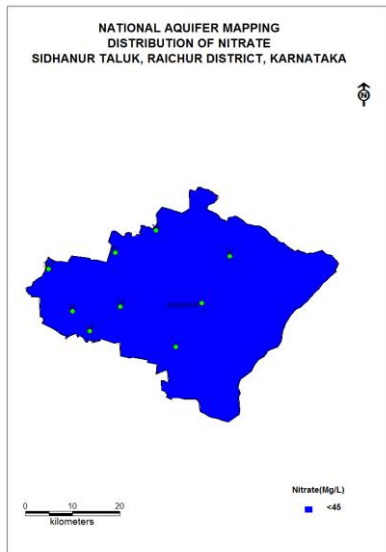 NATIONAL AQUIFER MAPPING
DISTRIBUTION OF NITRATE
SIDHANUR TALUK, RAICHUR DISTRICT, KARNATAKA
N
0 10 20
kilometers
Nitrate(Mg/L)
<45